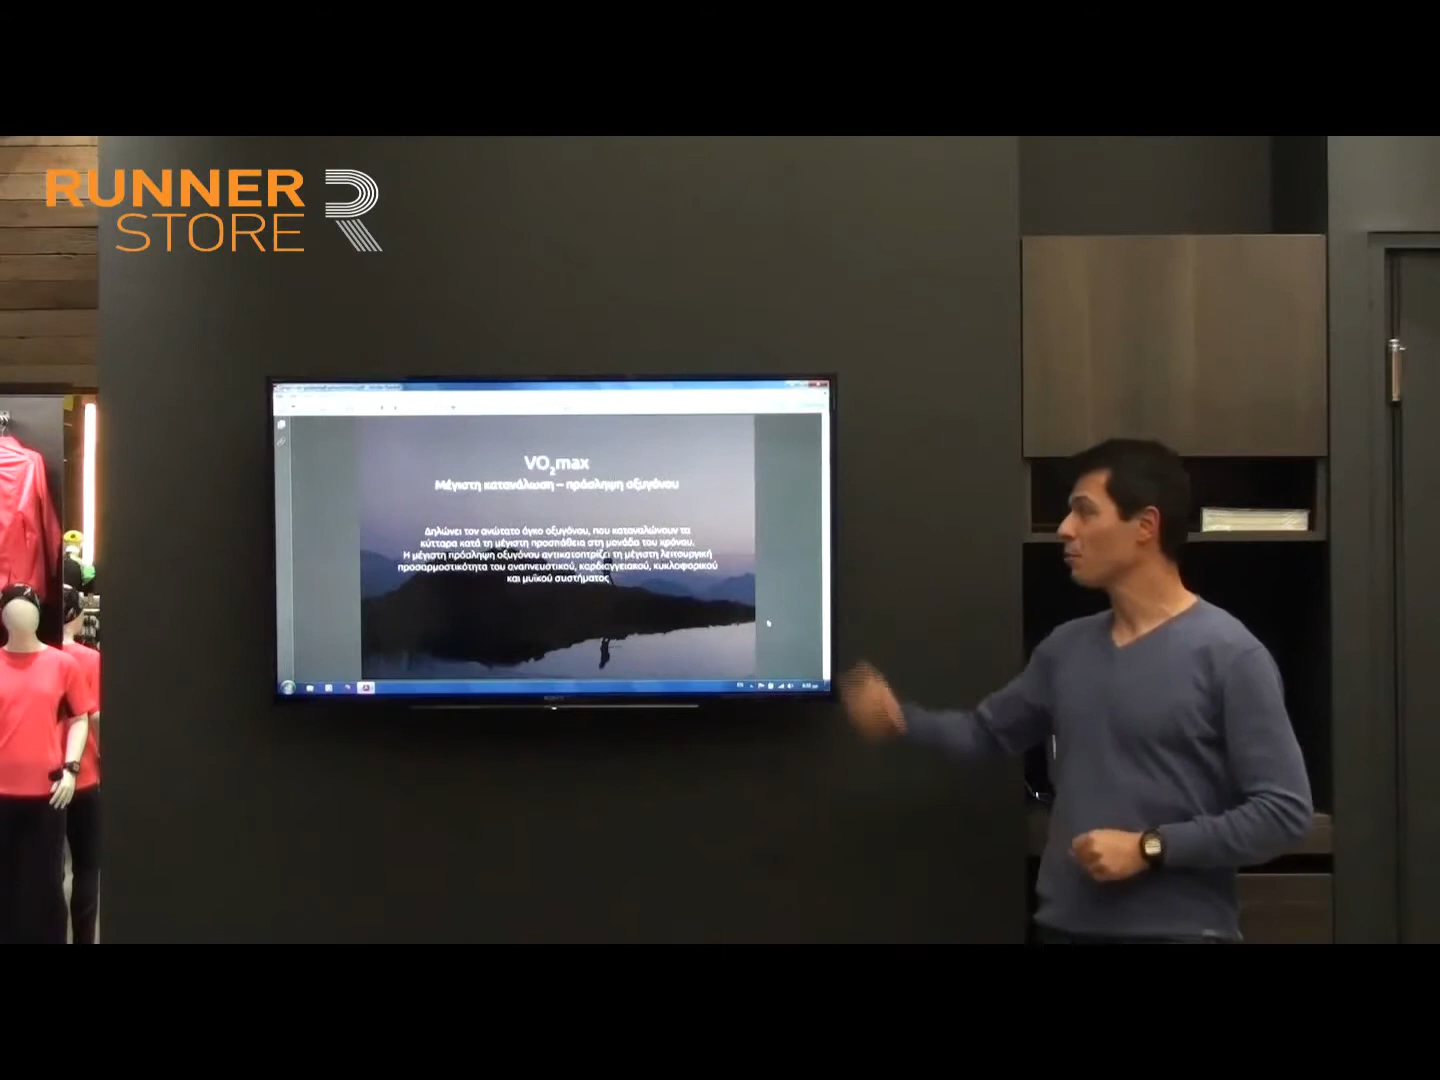 RUNNER
STORE
VO₂max
Μέγιστη κατανάλωση – πρόσληψη οξυγόνου
Δηλώνει τον ανώτατο όγκο οξυγόνου, που καταναλώνουν τα
κύτταρα κατά τη μέγιστη προσπάθεια στη μονάδα του χρόνου.
Η μέγιστη πρόσληψη οξυγόνου αντικατοπτρίζει τη μέγιστη λειτουργική
προσαρμοστικότητα του αναπνευστικού, καρδιαγγειακού, κυκλοφορικού
και μυϊκού συστήματος